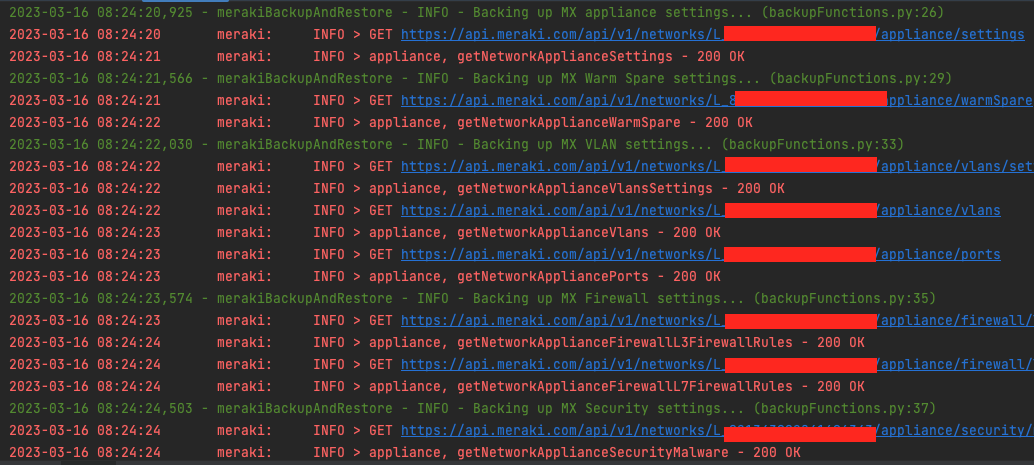 2023-03-16 08:24:20,925 - merakiBackupAndRestore - INFO - Backing up MX appliance settings... (backupFunctions.py:26)
2023-03-16 08:24:20 meraki: INFO > GET https://api.meraki.com/api/v1/networks/L_ /appliance/settings
2023-03-16 08:24:21 meraki: INFO > appliance, getNetworkApplianceSettings - 200 OK
2023-03-16 08:24:21,566 - merakiBackupAndRestore - INFO - Backing up MX Warm Spare settings... (backupFunctions.py:29)
2023-03-16 08:24:21 meraki: INFO > GET https://api.meraki.com/api/v1/networks/L_8 ppliance/warmSpare
2023-03-16 08:24:22 meraki: INFO > appliance, getNetworkApplianceWarmSpare - 200 OK
2023-03-16 08:24:22,030 - merakiBackupAndRestore - INFO - Backing up MX VLAN settings... (backupFunctions.py:33)
2023-03-16 08:24:22 meraki: INFO > GET https://api.meraki.com/api/v1/networks/L_ /appliance/vlans/set
2023-03-16 08:24:22 meraki: INFO > appliance, getNetworkApplianceVlansSettings - 200 OK
2023-03-16 08:24:22 meraki: INFO > GET https://api.meraki.com/api/v1/networks/L_ /appliance/vlans
2023-03-16 08:24:23 meraki: INFO > appliance, getNetworkApplianceVlans - 200 OK
2023-03-16 08:24:23 meraki: INFO > GET https://api.meraki.com/api/v1/networks/L_ /appliance/ports
2023-03-16 08:24:23 meraki: INFO > appliance, getNetworkAppliancePorts - 200 OK
2023-03-16 08:24:23,574 - merakiBackupAndRestore - INFO - Backing up MX Firewall settings... (backupFunctions.py:35)
2023-03-16 08:24:23 meraki: INFO > GET https://api.meraki.com/api/v1/networks/L_ /appliance/firewall/
2023-03-16 08:24:24 meraki: INFO > appliance, getNetworkApplianceFirewallL3FirewallRules - 200 OK
2023-03-16 08:24:24 meraki: INFO > GET https://api.meraki.com/api/v1/networks/L_ /appliance/firewall/
2023-03-16 08:24:24 meraki: INFO > appliance, getNetworkApplianceFirewallL7FirewallRules - 200 OK
2023-03-16 08:24:24,503 - merakiBackupAndRestore - INFO - Backing up MX Security settings... (backupFunctions.py:37)
2023-03-16 08:24:24 meraki: INFO > GET https://api.meraki.com/api/v1/networks/L_ /appliance/security/
2023-03-16 08:24:24 meraki: INFO > appliance, getNetworkApplianceSecurityMalware - 200 OK